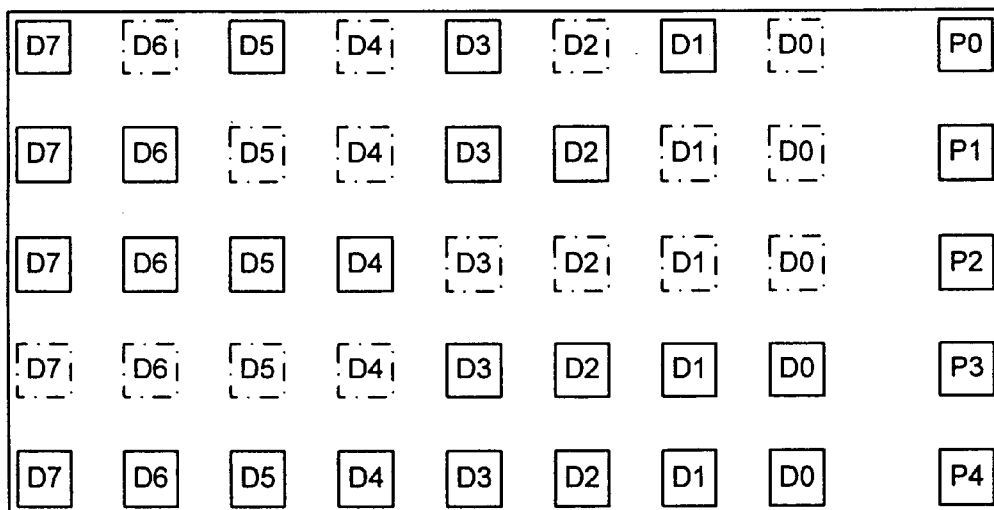 D7 D6 D5 D4 D3 D2 D1 D0 P0
D7 D6 D5 D4 D3 D2 D1 D0 P1
D7 D6 D5 D4 D3 D2 D1 D0 P2
D7 D6 D5 D4 D3 D2 D1 D0 P3
D7 D6 D5 D4 D3 D2 D1 D0 P4